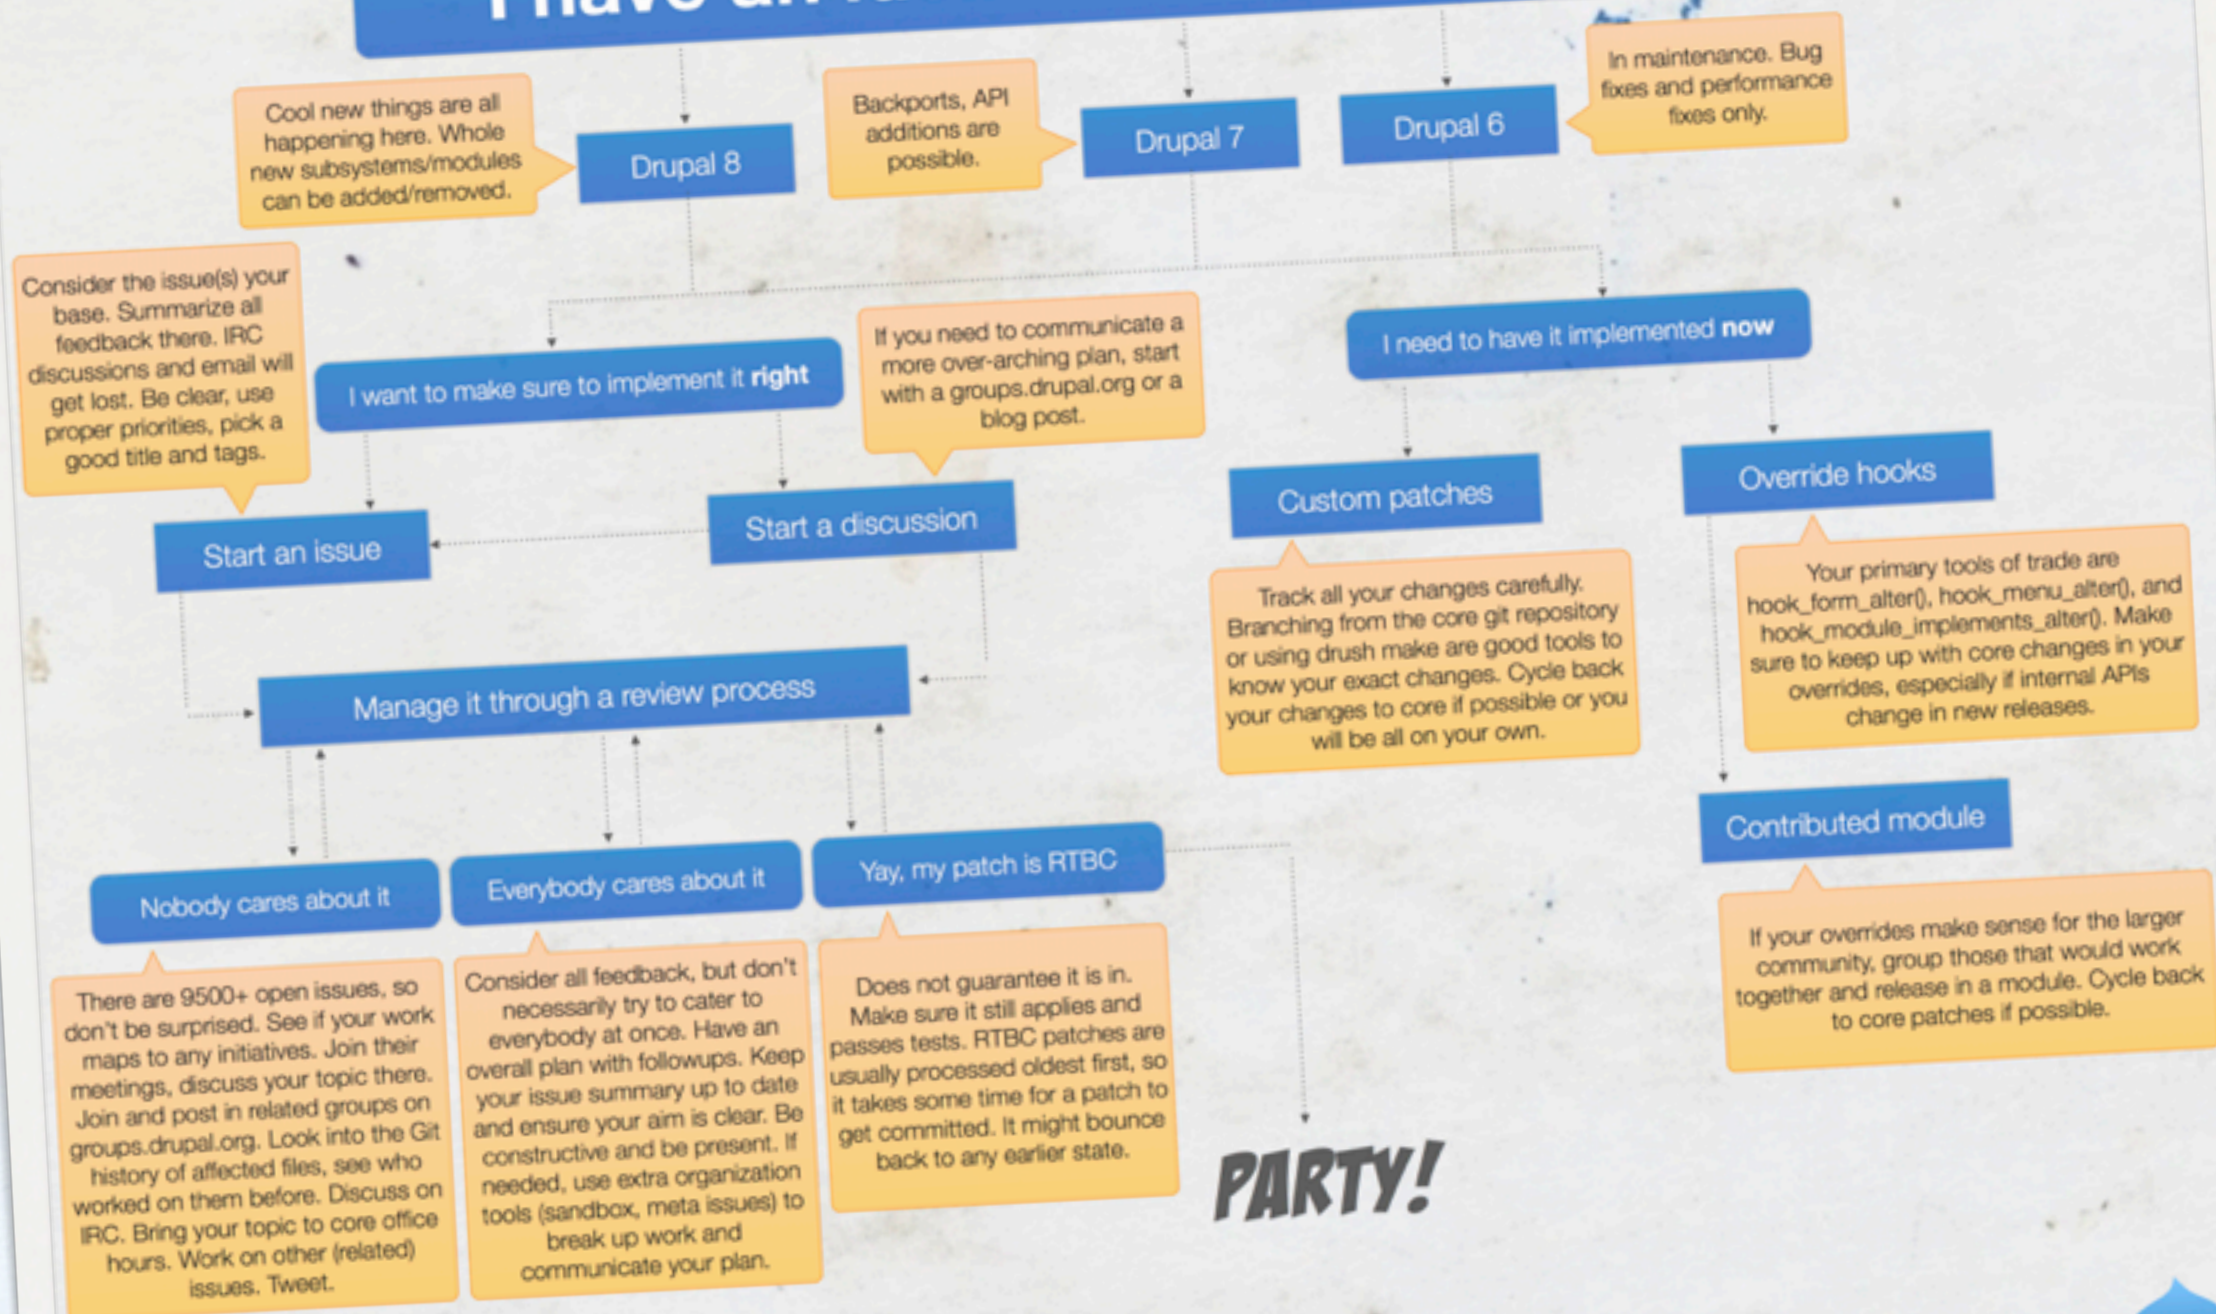 I have an
Cool new things are all
happening here. Whole
new subsystems/modules
can be added/removed.
Drupal 8
Backports, API
additions are
possible.
Drupal 7
Drupal 6
In maintenance. Bug
fixes and performance
fixes only.
Consider the issue(s) your
base. Summarize all
feedback there. IRC
discussions and email will
get lost. Be clear, use
proper priorities, pick a
good title and tags.
I want to make sure to implement it right
If you need to communicate a
more over-arching plan, start
with a groups.drupal.org or a
blog post.
I need to have it implemented now
Start an issue
Start a discussion
Custom patches
Override hooks
Track all your changes carefully.
Branching from the core git repository
or using drush make are good tools to
know your exact changes. Cycle back
your changes to core if possible or you
will be all on your own.
Your primary tools of trade are
hook_form_alter(), hook_menu_alter(), and
hook_module_implements_alter(). Make
sure to keep up with core changes in your
overrides, especially if internal APIs
change in new releases.
Manage it through a review process
Contributed module
If your overrides make sense for the larger
community, group those that would work
together and release in a module. Cycle back
to core patches if possible.
Nobody cares about it
Everybody cares about it
Yay, my patch is RTBC
There are 9500+ open issues, so
don't be surprised. See if your work
maps to any initiatives. Join their
meetings, discuss your topic there.
Join and post in related groups on
groups.drupal.org. Look into the Git
history of affected files, see who
worked on them before. Discuss on
IRC. Bring your topic to core office
hours. Work on other (related)
issues. Tweet.
Consider all feedback, but don't
necessarily try to cater to
everybody at once. Have an
overall plan with followups. Keep
your issue summary up to date
and ensure your aim is clear. Be
constructive and be present. If
needed, use extra organization
tools (sandbox, meta issues) to
break up work and
communicate your plan.
Does not guarantee it is in.
Make sure it still applies and
passes tests. RTBC patches are
usually processed oldest first, so
it takes some time for a patch to
get committed. It might bounce
back to any earlier state.
PARTY!